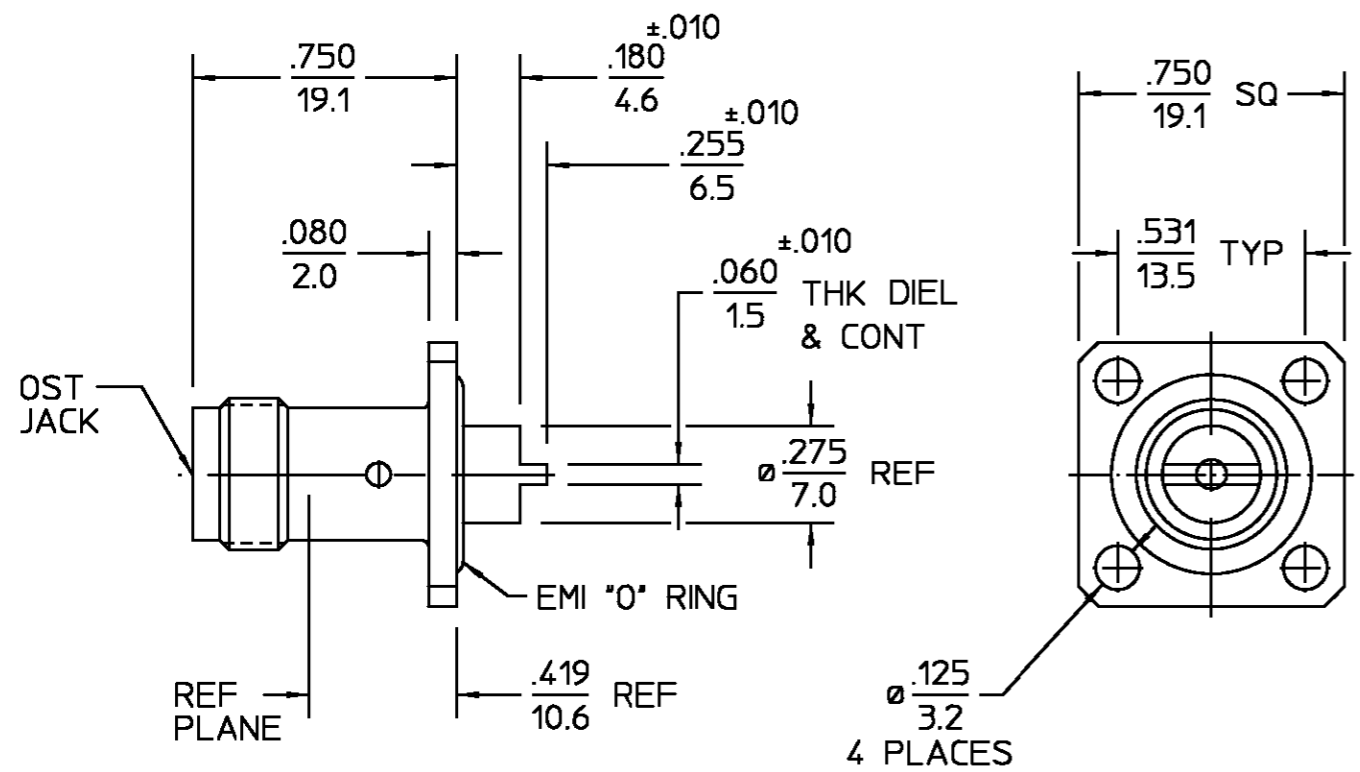 ±.010
.750
19.1
.180
4.6
±.010
.255
6.5
.080
2.0
±.010
.060
1.5
THK DIEL
& CONT
OST
JACK
ø .275
7.0
REF
EMI "O" RING
REF
PLANE
.419
10.6
REF
.750
19.1
SQ
.531
13.5
TYP
ø .125
3.2
4 PLACES